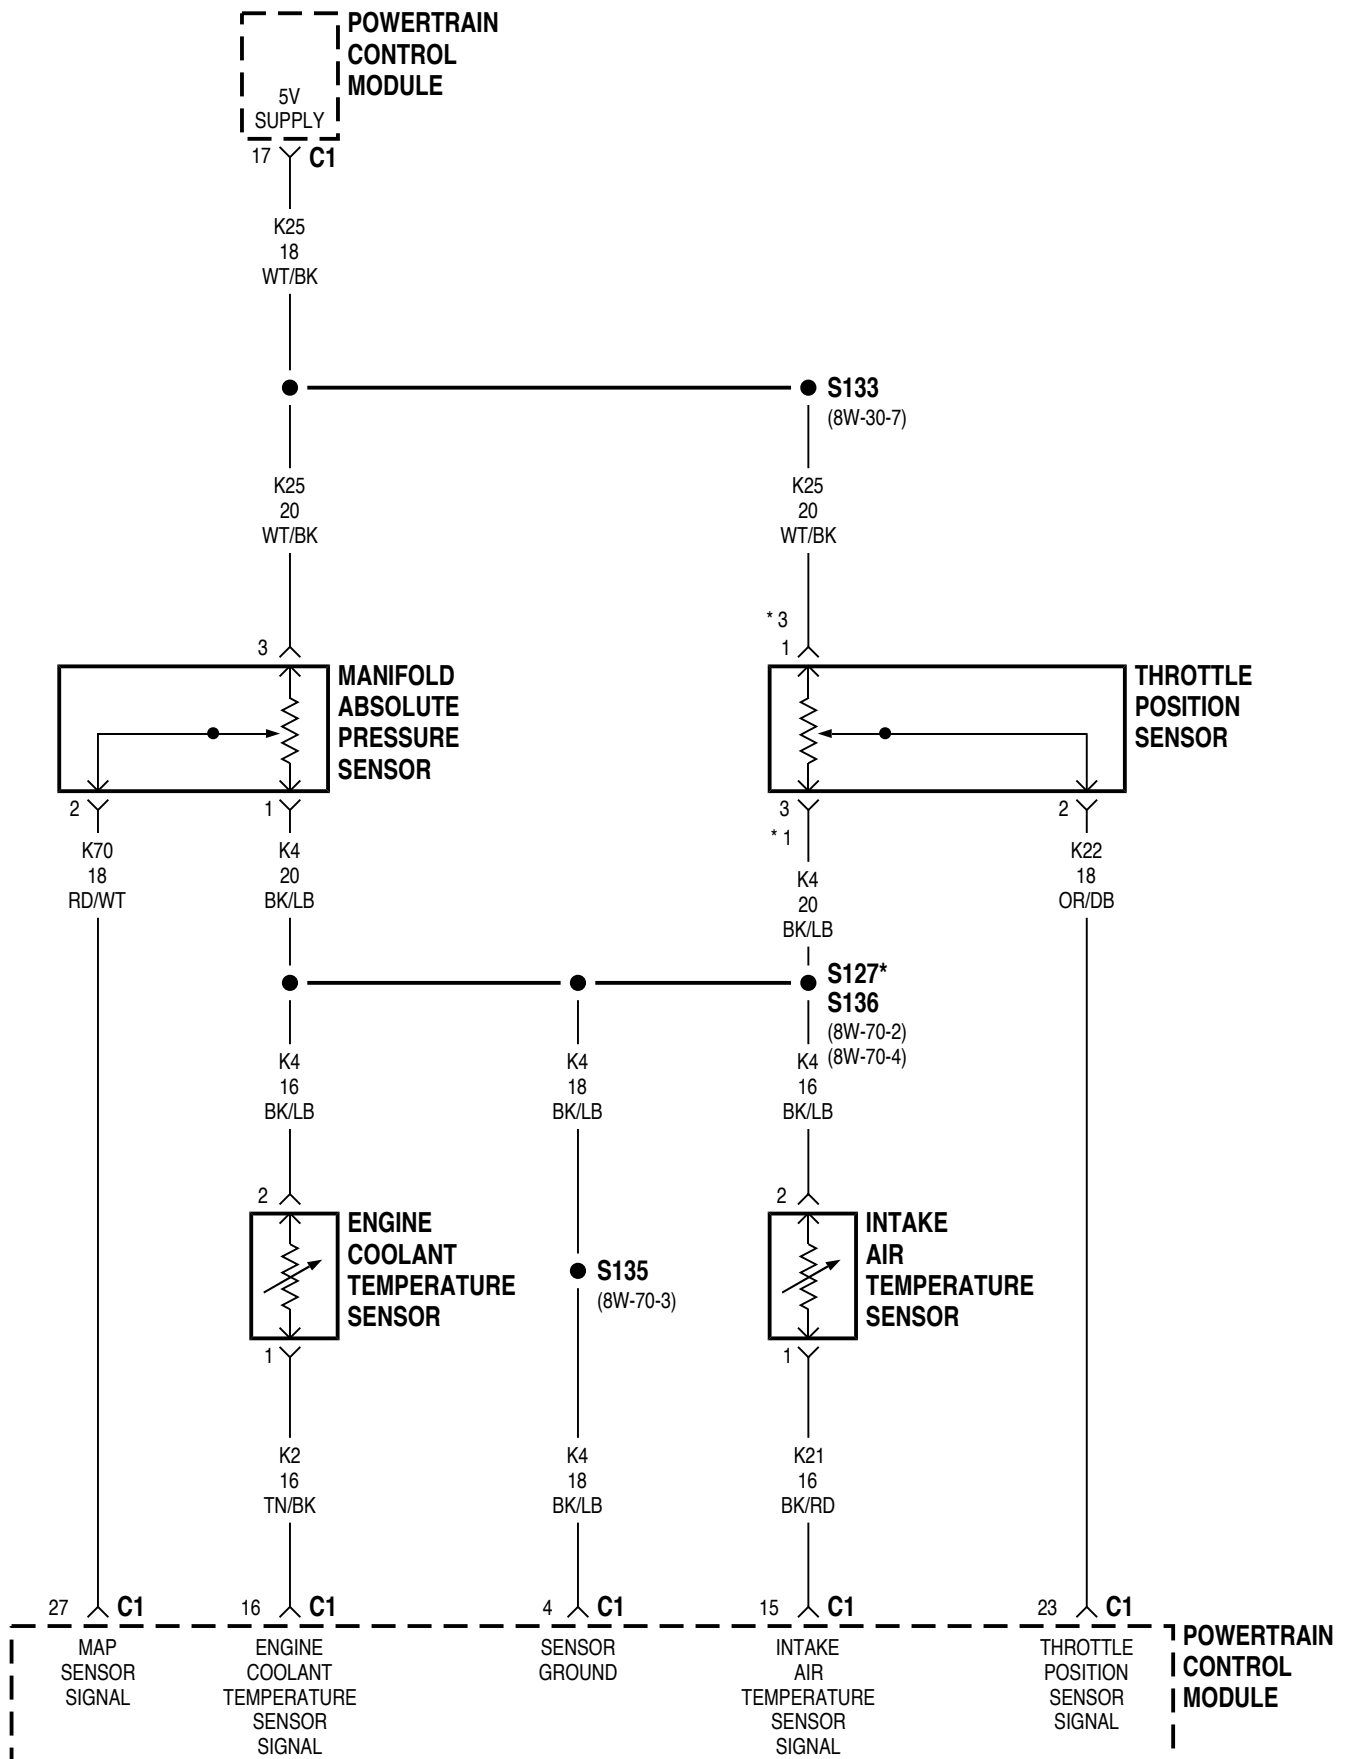 POWERTRAIN
CONTROL
MODULE
5V
SUPPLY
17 C1
K25
18
WT/BK
S133
(8W-30-7)
K25
20
WT/BK
K25
20
WT/BK
* 3
3
1
MANIFOLD
ABSOLUTE
PRESSURE
SENSOR
THROTTLE
POSITION
SENSOR
2
1
3
* 1
2
K70
18
RD/WT
K4
20
BK/LB
K4
20
BK/LB
K22
18
OR/DB
S127*
S136
(8W-70-2)
(8W-70-4)
K4
16
BK/LB
K4
18
BK/LB
K4
16
BK/LB
2
2
ENGINE
COOLANT
TEMPERATURE
SENSOR
S135
(8W-70-3)
INTAKE
AIR
TEMPERATURE
SENSOR
1
1
K2
16
TN/BK
K4
18
BK/LB
K21
16
BK/RD
27 C1
16 C1
4 C1
15 C1
23 C1
MAP
SENSOR
SIGNAL
ENGINE
COOLANT
TEMPERATURE
SENSOR
SIGNAL
SENSOR
GROUND
INTAKE
AIR
TEMPERATURE
SENSOR
SIGNAL
THROTTLE
POSITION
SENSOR
SIGNAL
POWERTRAIN
CONTROL
MODULE